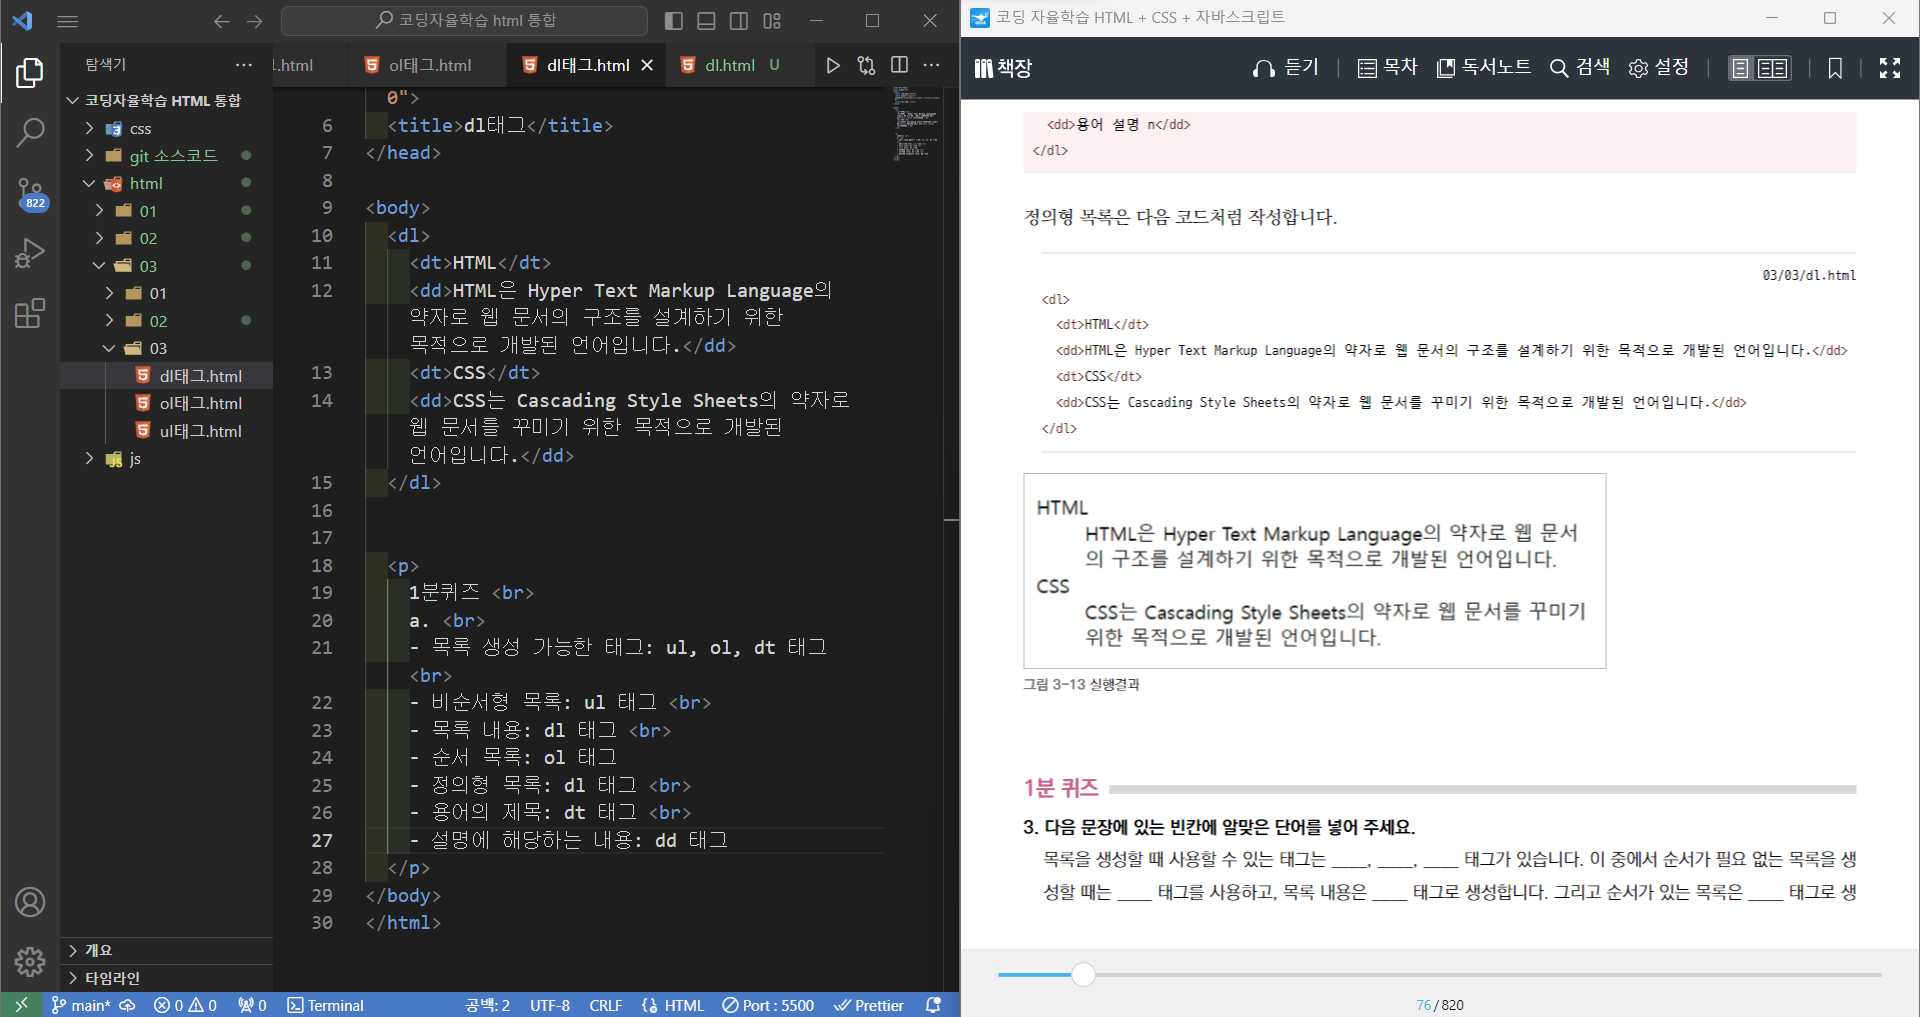 코딩자율학습 html 통합
탐색기
코딩자율학습 HTML 통합
css
git 소스코드
html
01
02
03
01
02
03
dl태그.html
ol태그.html
ul태그.html
js
개요
타임라인
822
l.html
ol태그.html
dl태그.html
dl.html U
0">
6 <title>dl태그</title>
7 </head>
8
9 <body>
10 <dl>
11 <dt>HTML</dt>
12 <dd>HTML은 Hyper Text Markup Language의
약자로 웹 문서의 구조를 설계하기 위한
목적으로 개발된 언어입니다.</dd>
13 <dt>CSS</dt>
14 <dd>CSS는 Cascading Style Sheets의 약자로
웹 문서를 꾸미기 위한 목적으로 개발된
언어입니다.</dd>
15 </dl>
16
17
18 <p>
19 1분퀴즈 <br>
20 a. <br>
21 - 목록 생성 가능한 태그: ul, ol, dt 태그
<br>
22 - 비순서형 목록: ul 태그 <br>
23 - 목록 내용: dl 태그 <br>
24 - 순서 목록: ol 태그
25 - 정의형 목록: dl 태그 <br>
26 - 용어의 제목: dt 태그 <br>
27 - 설명에 해당하는 내용: dd 태그
28 </p>
29 </body>
30 </html>
main* 0 0 0 Terminal 공백: 2 UTF-8 CRLF HTML Port : 5500 Prettier
코딩 자율학습 HTML + CSS + 자바스크립트
책장 듣기 목차 독서노트 검색 설정
<dd>용어 설명 n</dd>
</dl>
정의형 목록은 다음 코드처럼 작성합니다.
03/03/dl.html
<dl>
<dt>HTML</dt>
<dd>HTML은 Hyper Text Markup Language의 약자로 웹 문서의 구조를 설계하기 위한 목적으로 개발된 언어입니다.</dd>
<dt>CSS</dt>
<dd>CSS는 Cascading Style Sheets의 약자로 웹 문서를 꾸미기 위한 목적으로 개발된 언어입니다.</dd>
</dl>
HTML
HTML은 Hyper Text Markup Language의 약자로 웹 문서
의 구조를 설계하기 위한 목적으로 개발된 언어입니다.
CSS
CSS는 Cascading Style Sheets의 약자로 웹 문서를 꾸미기
위한 목적으로 개발된 언어입니다.
그림 3-13 실행결과
1분 퀴즈
3. 다음 문장에 있는 빈칸에 알맞은 단어를 넣어 주세요.
목록을 생성할 때 사용할 수 있는 태그는 ____, ____, ____ 태그가 있습니다. 이 중에서 순서가 필요 없는 목록을 생
성할 때는 ____ 태그를 사용하고, 목록 내용은 ____ 태그로 생성합니다. 그리고 순서가 있는 목록은 ____ 태그로 생
76 / 820